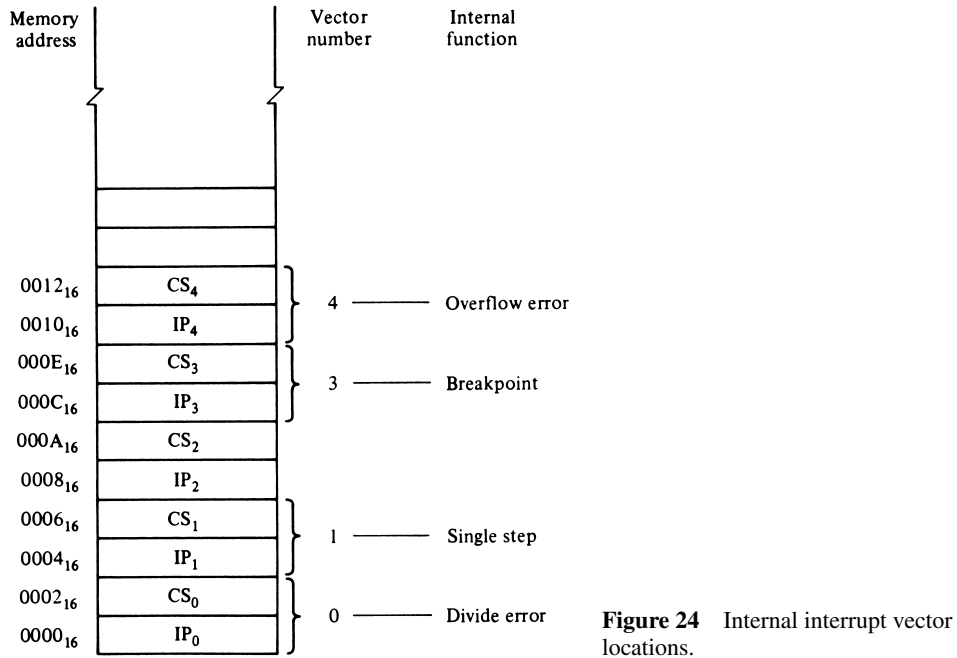 Memory address
Vector number
Internal function
0012₁₆ CS₄
4 Overflow error
0010₁₆ IP₄
000E₁₆ CS₃
3 Breakpoint
000C₁₆ IP₃
000A₁₆ CS₂
0008₁₆ IP₂
0006₁₆ CS₁
1 Single step
0004₁₆ IP₁
0002₁₆ CS₀
0 Divide error
0000₁₆ IP₀
Figure 24 Internal interrupt vector
locations.